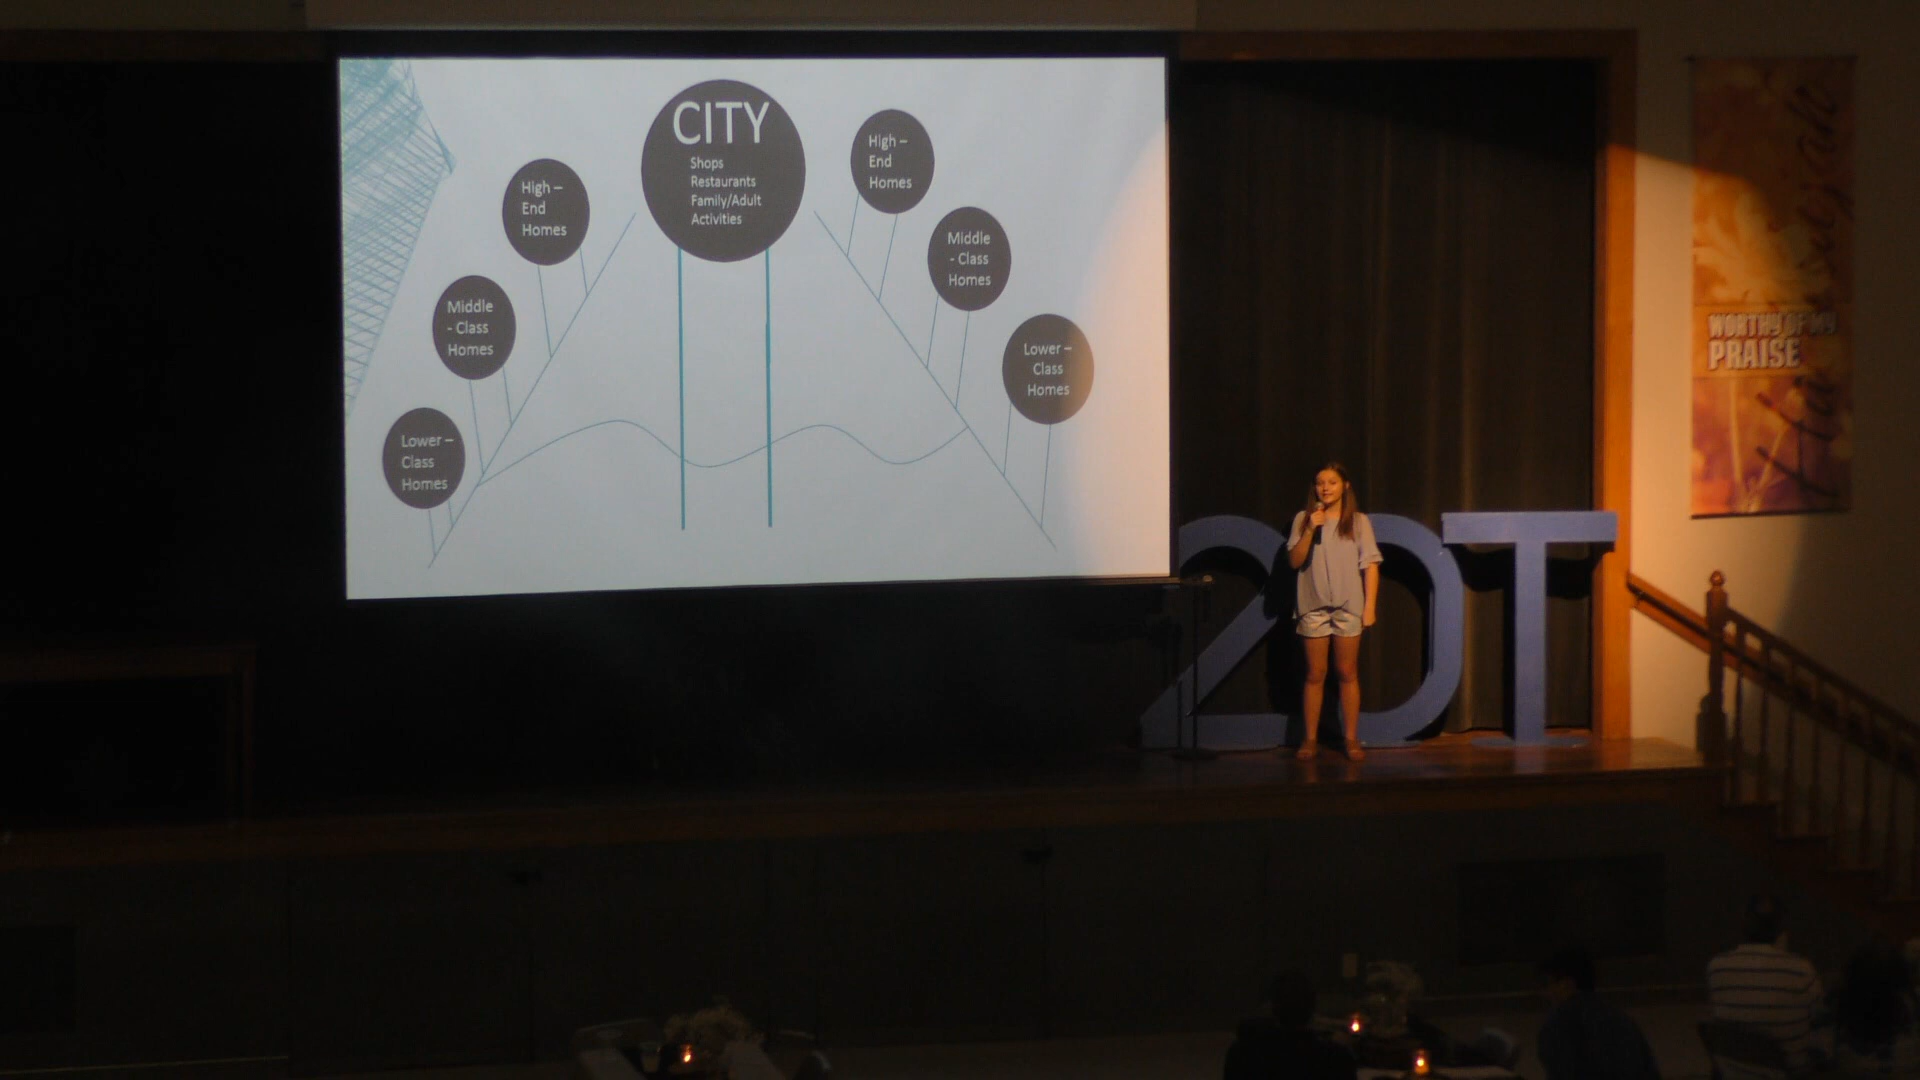 CITY
Shops
Restaurants
Family/Adult
Activities
High –
End
Homes
Middle
- Class
Homes
Lower –
Class
Homes
High –
End
Homes
Middle
- Class
Homes
Lower –
Class
Homes
WORTHY OF MY
PRAISE
20T